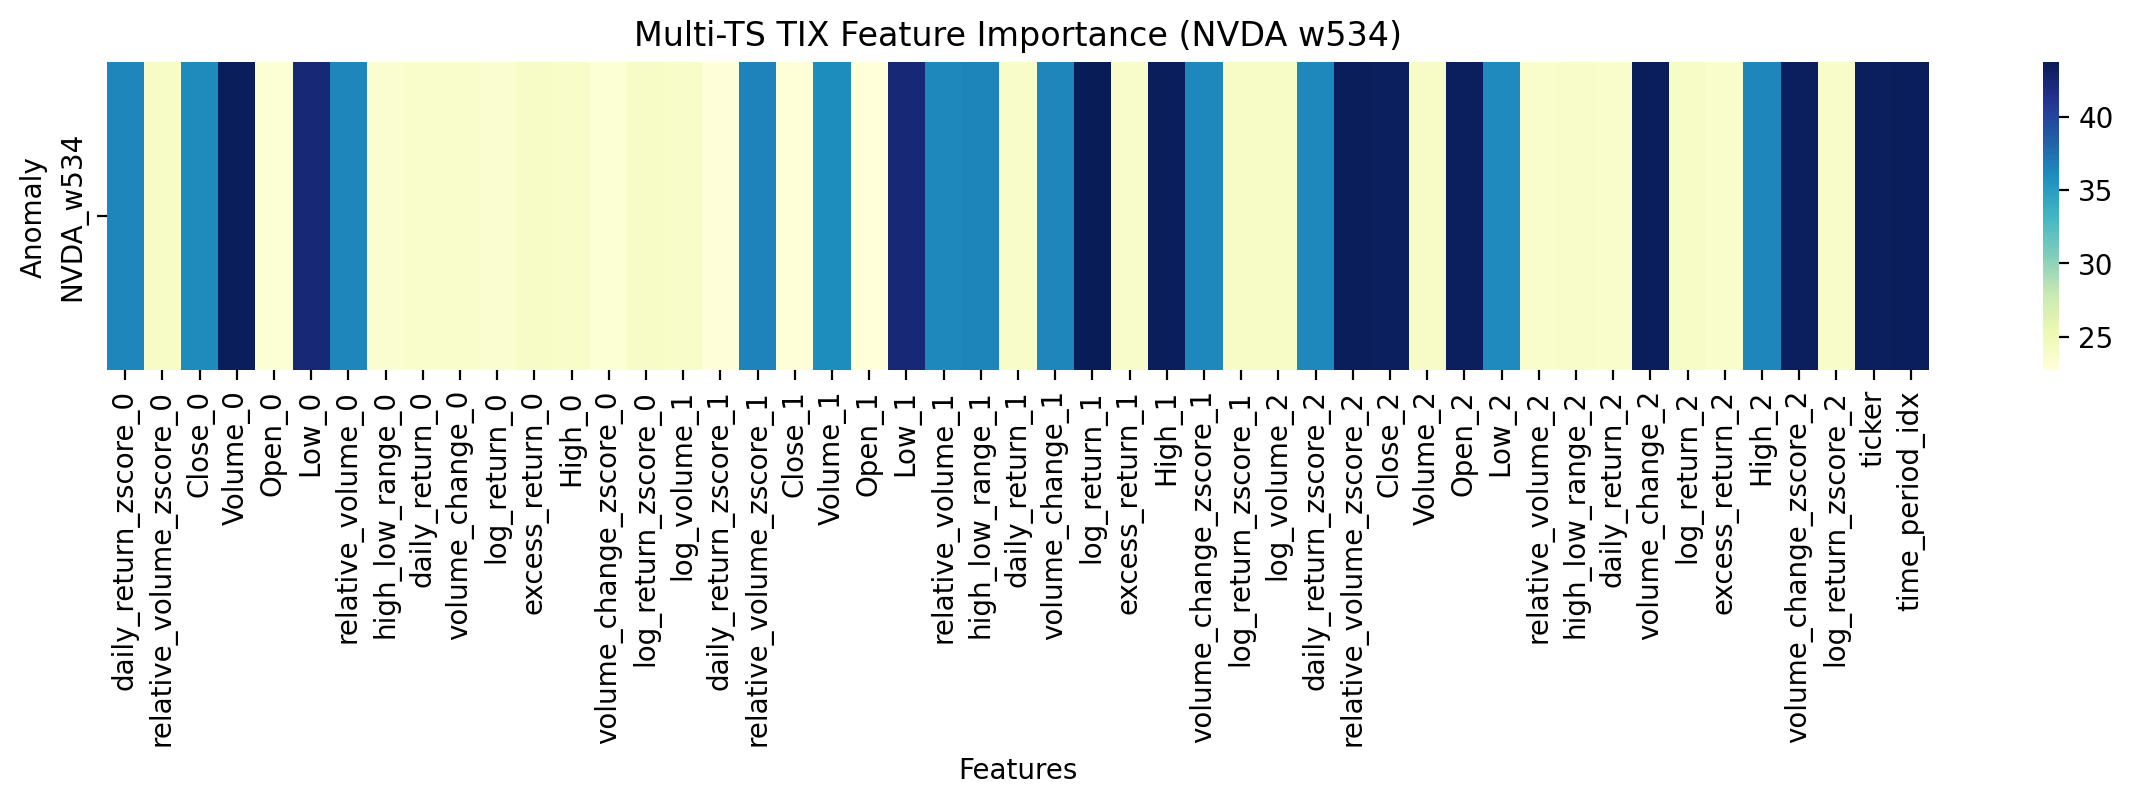 Multi-TS TIX Feature Importance (NVDA w534)
Anomaly
NVDA_w534
40
35
30
25
daily_return_zscore_0
relative_volume_zscore_0
Close_0
Volume_0
Open_0
Low_0
relative_volume_0
high_low_range_0
daily_return_0
volume_change_0
log_return_0
excess_return_0
High_0
volume_change_zscore_0
log_return_zscore_0
log_volume_1
daily_return_zscore_1
relative_volume_zscore_1
Close_1
Volume_1
Open_1
Low_1
relative_volume_1
high_low_range_1
daily_return_1
volume_change_1
log_return_1
excess_return_1
High_1
volume_change_zscore_1
log_return_zscore_1
log_volume_2
daily_return_zscore_2
relative_volume_zscore_2
Close_2
Volume_2
Open_2
Low_2
relative_volume_2
high_low_range_2
daily_return_2
volume_change_2
log_return_2
excess_return_2
High_2
volume_change_zscore_2
log_return_zscore_2
ticker
time_period_idx
Features